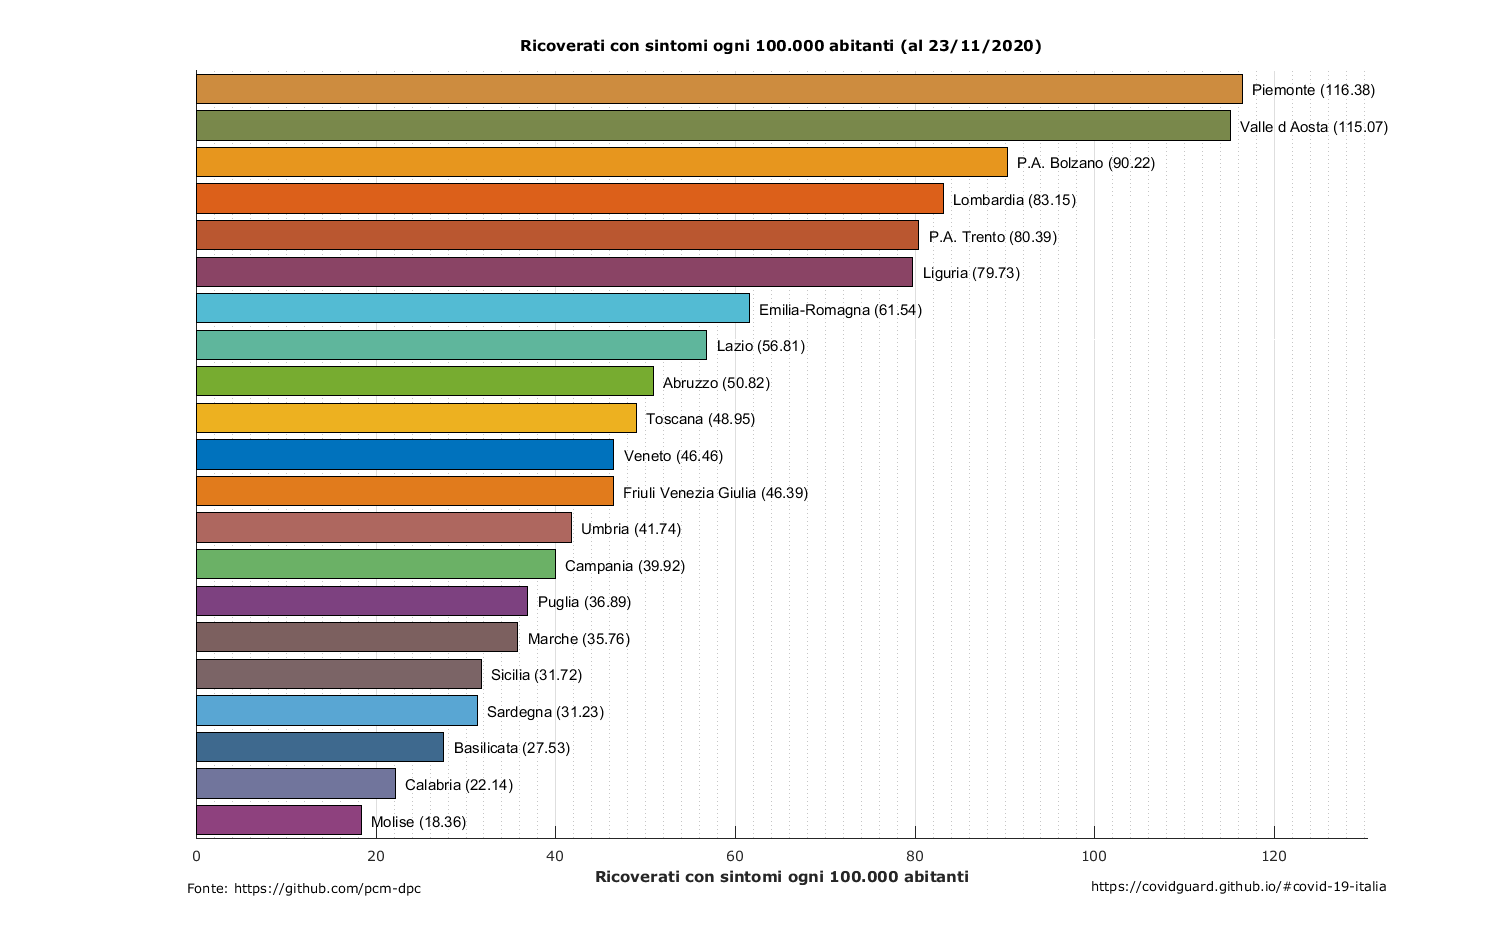 Ricoverati con sintomi ogni 100.000 abitanti (al 23/11/2020)
Piemonte (116.38)
Valle d Aosta (115.07)
P.A. Bolzano (90.22)
Lombardia (83.15)
P.A. Trento (80.39)
Liguria (79.73)
Emilia-Romagna (61.54)
Lazio (56.81)
Abruzzo (50.82)
Toscana (48.95)
Veneto (46.46)
Friuli Venezia Giulia (46.39)
Umbria (41.74)
Campania (39.92)
Puglia (36.89)
Marche (35.76)
Sicilia (31.72)
Sardegna (31.23)
Basilicata (27.53)
Calabria (22.14)
Molise (18.36)
0 20 40 60 80 100 120
Ricoverati con sintomi ogni 100.000 abitanti
Fonte: https://github.com/pcm-dpc
https://covidguard.github.io/#covid-19-italia